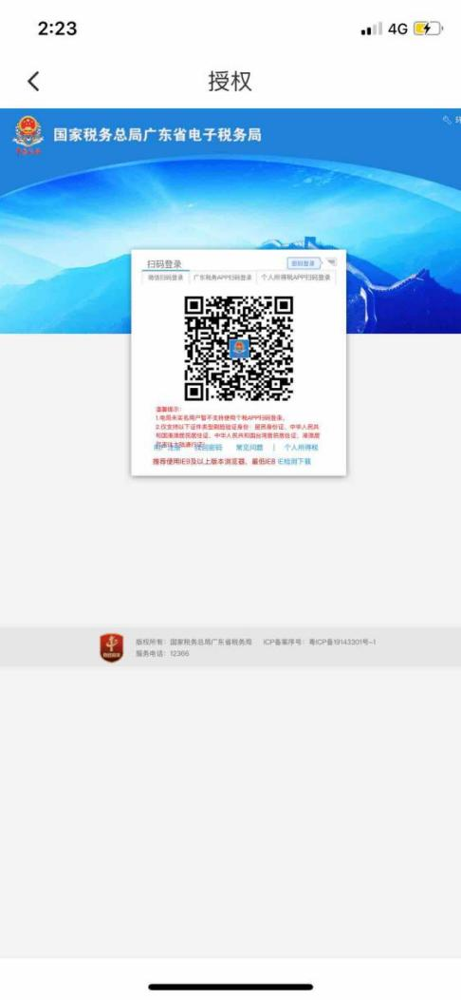 2:23
4G
授权
国家税务总局广东省电子税务局
扫码登录
密码登录
微信扫码登录
广东税务APP扫码登录
个人所得税APP扫码登录
温馨提示:
1.电局未实名用户暂不支持使用个税APP扫码登录。
2.仅支持以下证件类型刷脸验证身份: 居民身份证、中华人民共
和国港澳居民居住证、中华人民共和国台湾居民居住证、港澳居
用户注册 找回密码 常见问题 | 个人所得税
推荐使用IE9及以上版本浏览器、最低IE8 IE检测下载
版权所有: 国家税务总局广东省税务局 ICP备案序号: 粤ICP备19143301号-1
服务电话: 12366